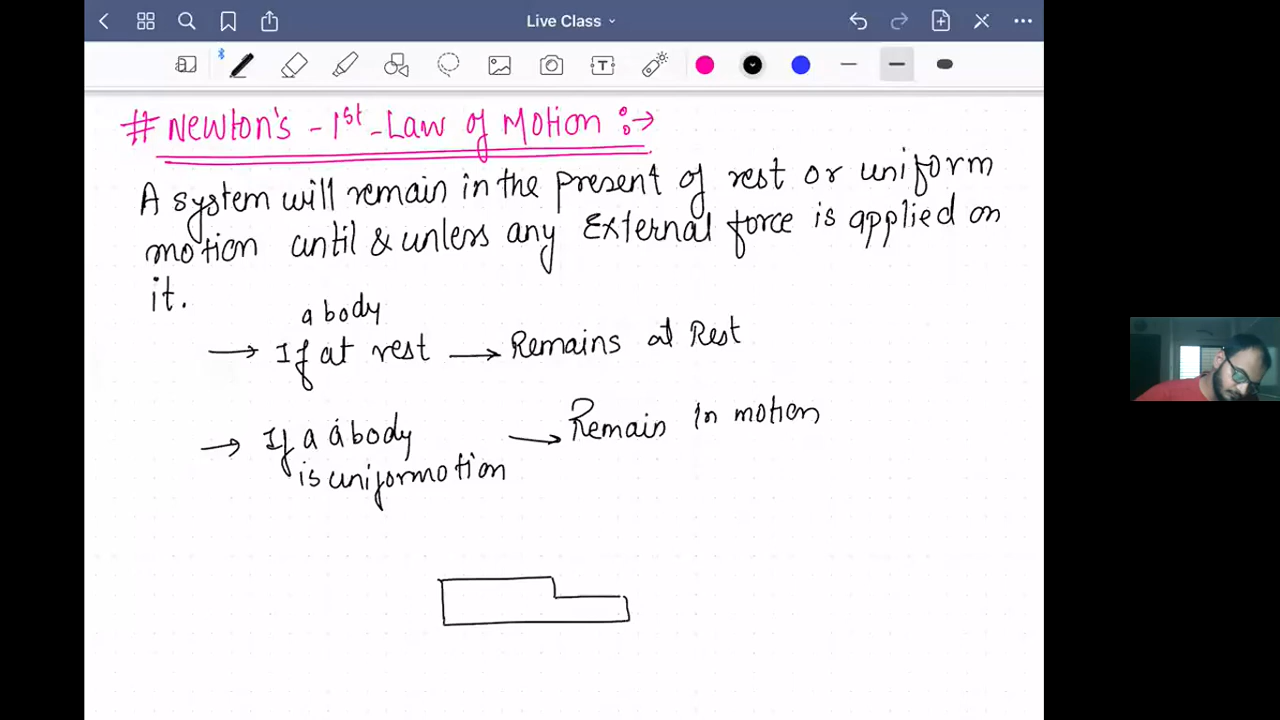 Live Class
# Newton's - 1st - Law of Motion :→
A system will remain in the present of rest or uniform
motion until & unless any External force is applied on
it.
a body
→ If at rest → Remains at Rest
→ If a a body → Remain In motion
is uniformotion